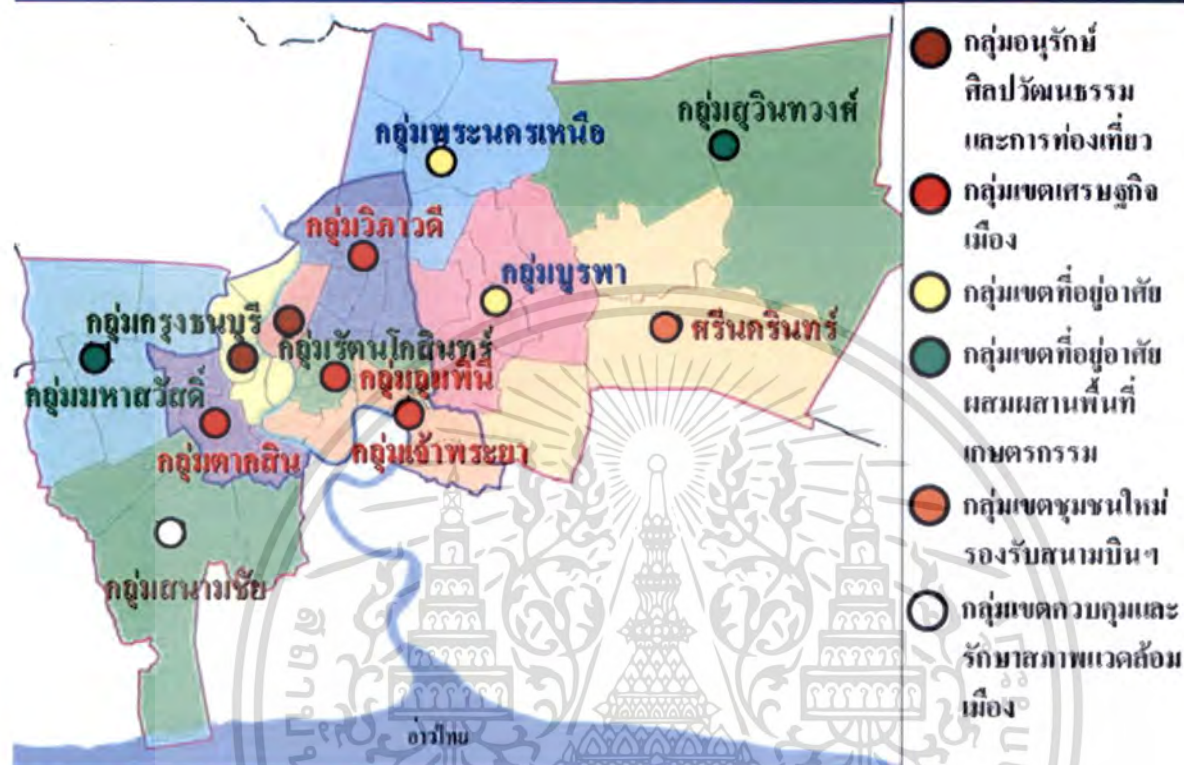 กลุ่มสุวินทวงศ์
กลุ่มพระนครเหนือ
กลุ่มวิภาวดี
กลุ่มบูรพา
กลุ่มกรุงธนบุรี
ศรีนครินทร์
กลุ่มรัตนโกสินทร์
กลุ่มลุมพินี
กลุ่มมหาสวัสดิ์
กลุ่มตากสิน
กลุ่มเจ้าพระยา
กลุ่มสนามชัย
อ่าวไทย
กลุ่มอนุรักษ์
ศิลปวัฒนธรรม
และการท่องเที่ยว
กลุ่มเขตเศรษฐกิจ
เมือง
กลุ่มเขตที่อยู่อาศัย
กลุ่มเขตที่อยู่อาศัย
ผสมผสานพื้นที่
เกษตรกรรม
กลุ่มเขตชุมชนใหม่
รองรับสนามบินฯ
กลุ่มเขตควบคุมและ
รักษาสภาพแวดล้อม
เมือง